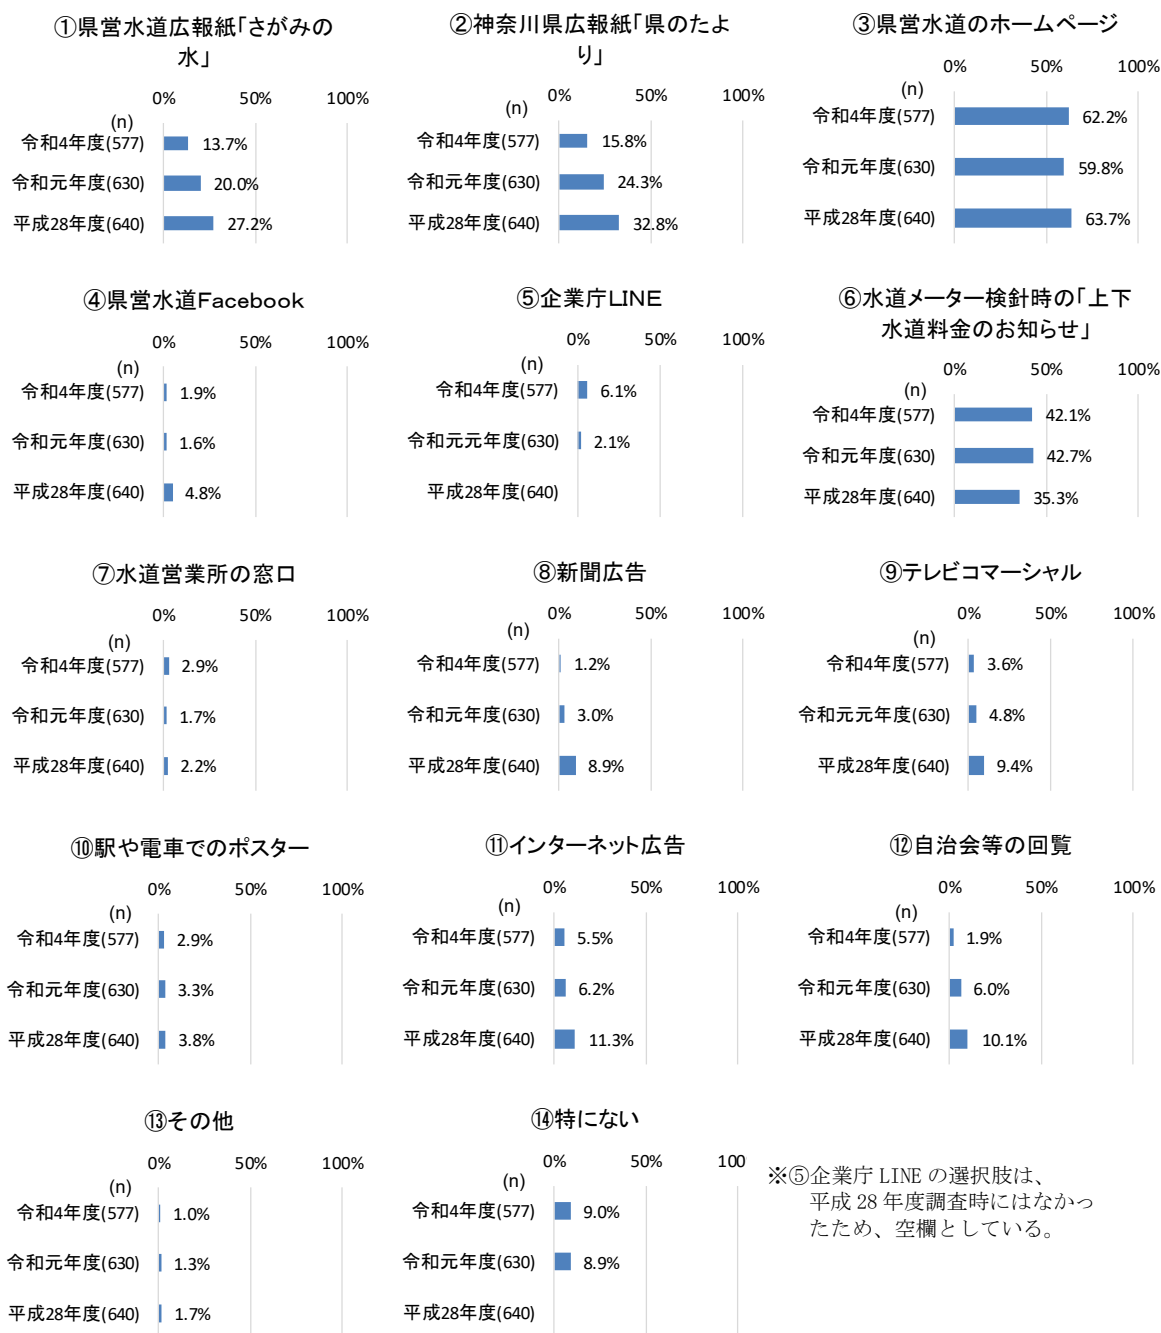 ①県営水道広報紙「さがみの
水」
0% 50% 100%
(n)
令和4年度(577) 13.7%
令和元年度(630) 20.0%
平成28年度(640) 27.2%
②神奈川県広報紙「県のたよ
り」
0% 50% 100%
(n)
令和4年度(577) 15.8%
令和元年度(630) 24.3%
平成28年度(640) 32.8%
③県営水道のホームページ
0% 50% 100%
(n)
令和4年度(577) 62.2%
令和元年度(630) 59.8%
平成28年度(640) 63.7%
④県営水道Facebook
0% 50% 100%
(n)
令和4年度(577) 1.9%
令和元年度(630) 1.6%
平成28年度(640) 4.8%
⑤企業庁LINE
0% 50% 100%
(n)
令和4年度(577) 6.1%
令和元元年度(630) 2.1%
平成28年度(640)
⑥水道メーター検針時の「上下
水道料金のお知らせ」
0% 50% 100%
(n)
令和4年度(577) 42.1%
令和元年度(630) 42.7%
平成28年度(640) 35.3%
⑦水道営業所の窓口
0% 50% 100%
(n)
令和4年度(577) 2.9%
令和元年度(630) 1.7%
平成28年度(640) 2.2%
⑧新聞広告
0% 50% 100%
(n)
令和4年度(577) 1.2%
令和元年度(630) 3.0%
平成28年度(640) 8.9%
⑨テレビコマーシャル
0% 50% 100%
(n)
令和4年度(577) 3.6%
令和元元年度(630) 4.8%
平成28年度(640) 9.4%
⑩駅や電車でのポスター
0% 50% 100%
(n)
令和4年度(577) 2.9%
令和元年度(630) 3.3%
平成28年度(640) 3.8%
⑪インターネット広告
0% 50% 100%
(n)
令和4年度(577) 5.5%
令和元年度(630) 6.2%
平成28年度(640) 11.3%
⑫自治会等の回覧
0% 50% 100%
(n)
令和4年度(577) 1.9%
令和元年度(630) 6.0%
平成28年度(640) 10.1%
⑬その他
0% 50% 100%
(n)
令和4年度(577) 1.0%
令和元年度(630) 1.3%
平成28年度(640) 1.7%
⑭特にない
0% 50% 100
(n)
令和4年度(577) 9.0%
令和元年度(630) 8.9%
平成28年度(640)
※⑤企業庁 LINE の選択肢は、
平成 28 年度調査時にはなかっ
たため、空欄としている。